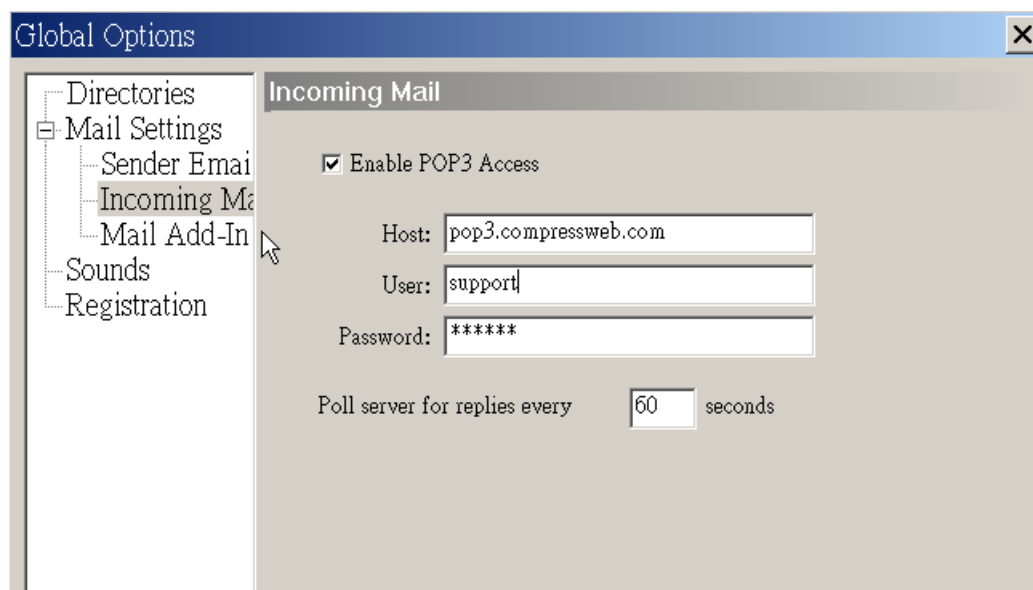 Global Options
Directories
Mail Settings
Sender Emai
Incoming Ma
Mail Add-In
Sounds
Registration
Incoming Mail
Enable POP3 Access
Host: pop3.compressweb.com
User: support
Password: ******
Poll server for replies every 60 seconds